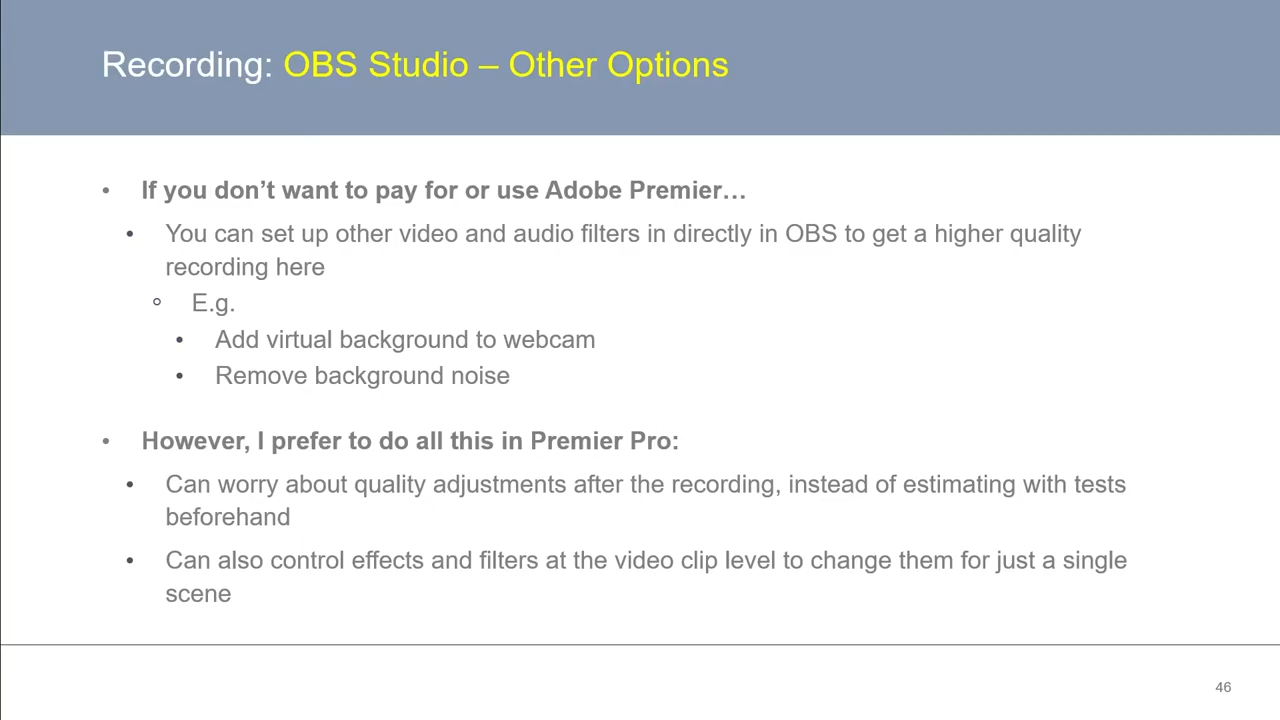 Recording: OBS Studio – Other Options
• If you don’t want to pay for or use Adobe Premier…
• You can set up other video and audio filters in directly in OBS to get a higher quality
recording here
○ E.g.
• Add virtual background to webcam
• Remove background noise
• However, I prefer to do all this in Premier Pro:
• Can worry about quality adjustments after the recording, instead of estimating with tests
beforehand
• Can also control effects and filters at the video clip level to change them for just a single
scene
46